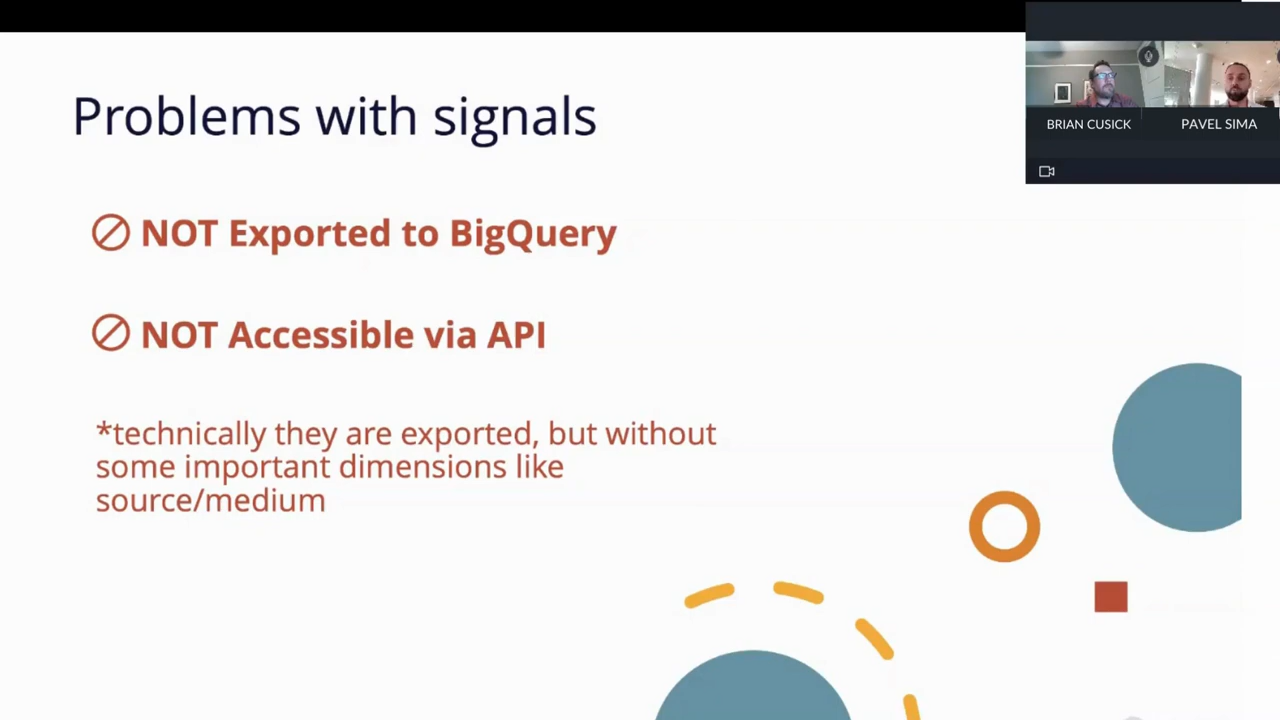 Problems with signals
NOT Exported to BigQuery
NOT Accessible via API
*technically they are exported, but without
some important dimensions like
source/medium
BRIAN CUSICK
PAVEL SIMA